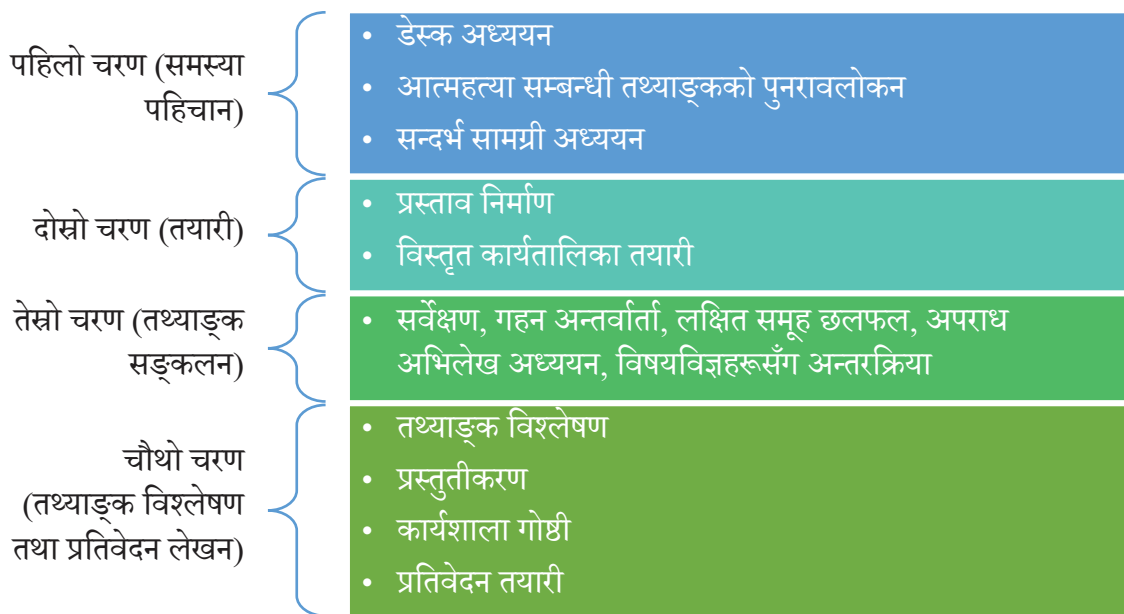 पहिलो चरण (समस्या
पहिचान)
• डेस्क अध्ययन
• आत्महत्या सम्बन्धी तथ्याङ्कको पुनरावलोकन
• सन्दर्भ सामग्री अध्ययन
दोस्रो चरण (तयारी)
• प्रस्ताव निर्माण
• विस्तृत कार्यतालिका तयारी
तेस्रो चरण (तथ्याङ्क
सङ्कलन)
• सर्वेक्षण, गहन अन्तर्वार्ता, लक्षित समूह छलफल, अपराध
अभिलेख अध्ययन, विषयविज्ञहरूसँग अन्तरक्रिया
चौथो चरण
(तथ्याङ्क विश्लेषण
तथा प्रतिवेदन लेखन)
• तथ्याङ्क विश्लेषण
• प्रस्तुतीकरण
• कार्यशाला गोष्ठी
• प्रतिवेदन तयारी